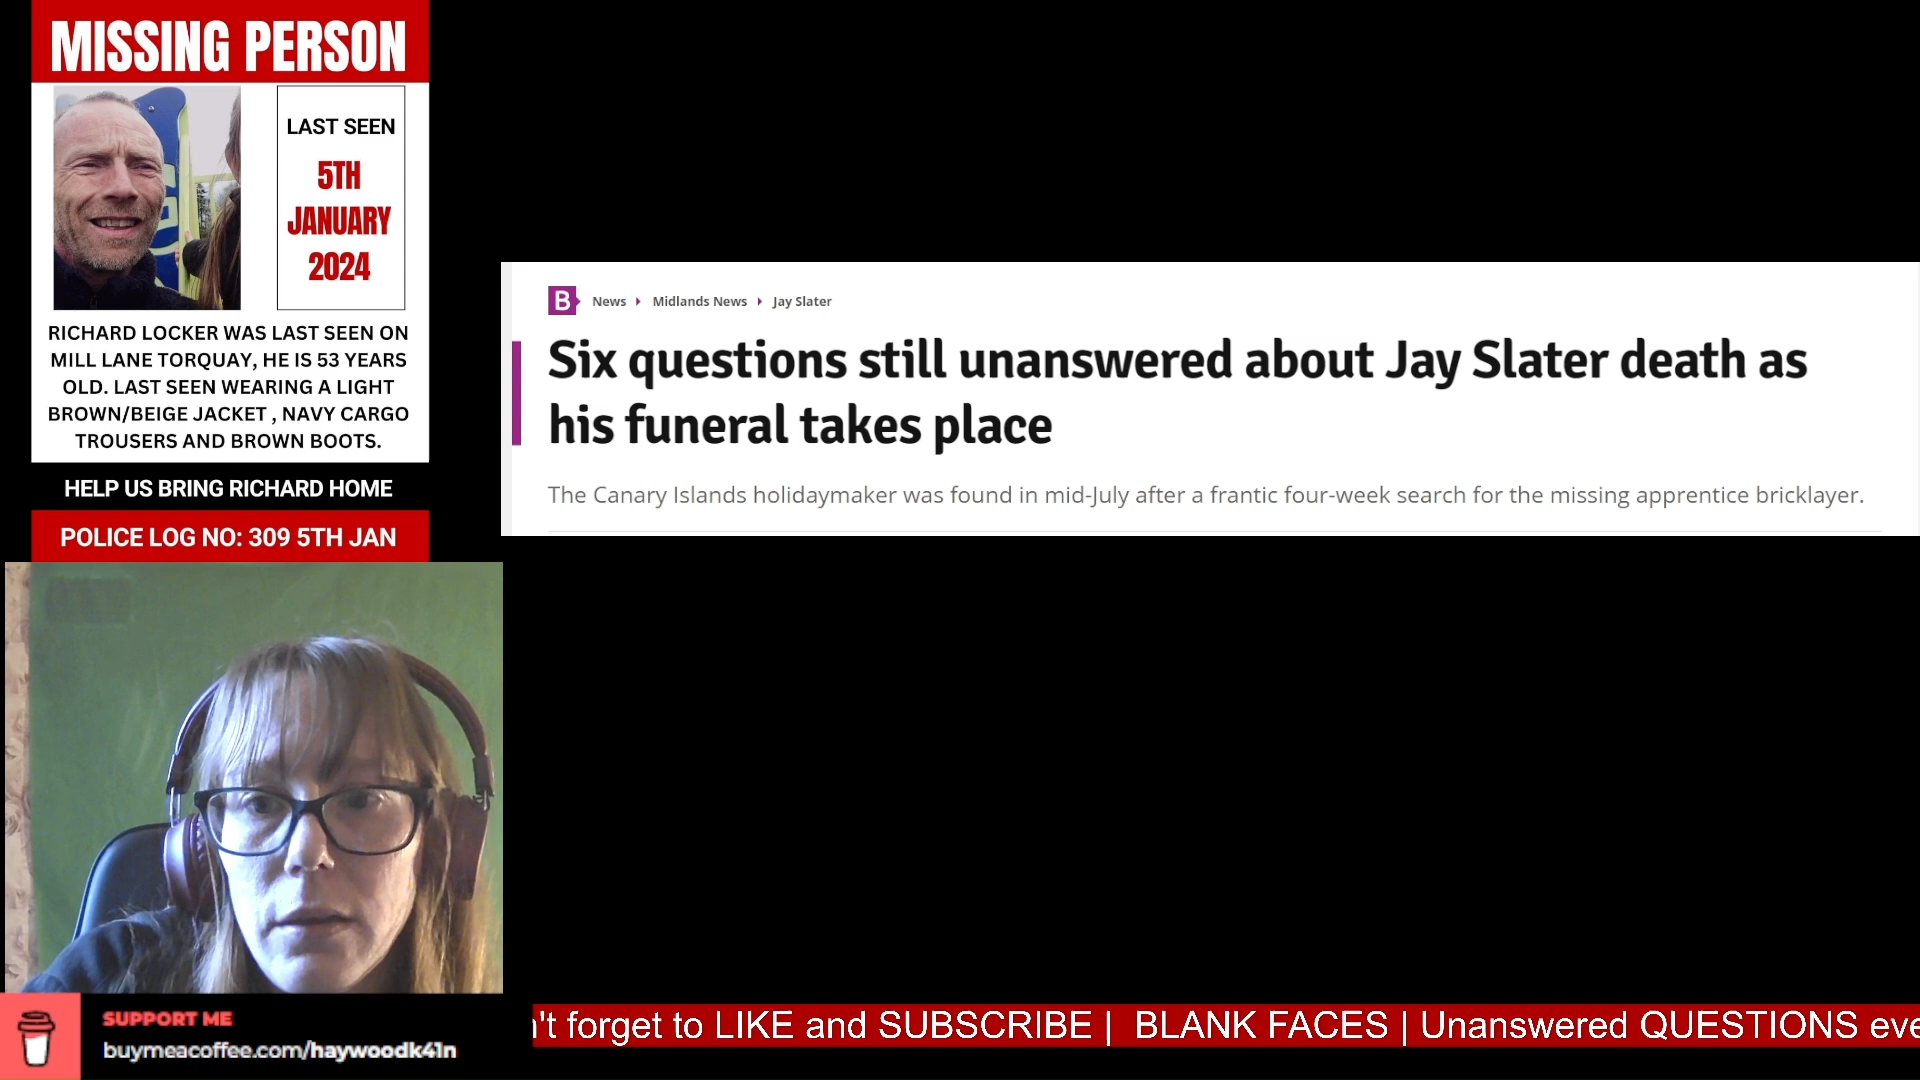 MISSING PERSON
LAST SEEN
5TH
JANUARY
2024
RICHARD LOCKER WAS LAST SEEN ON
MILL LANE TORQUAY, HE IS 53 YEARS
OLD. LAST SEEN WEARING A LIGHT
BROWN/BEIGE JACKET , NAVY CARGO
TROUSERS AND BROWN BOOTS.
HELP US BRING RICHARD HOME
POLICE LOG NO: 309 5TH JAN
B News Midlands News Jay Slater
Six questions still unanswered about Jay Slater death as
his funeral takes place
The Canary Islands holidaymaker was found in mid-July after a frantic four-week search for the missing apprentice bricklayer.
SUPPORT ME
buymeacoffee.com/haywoodk41n
't forget to LIKE and SUBSCRIBE | BLANK FACES | Unanswered QUESTIONS eve